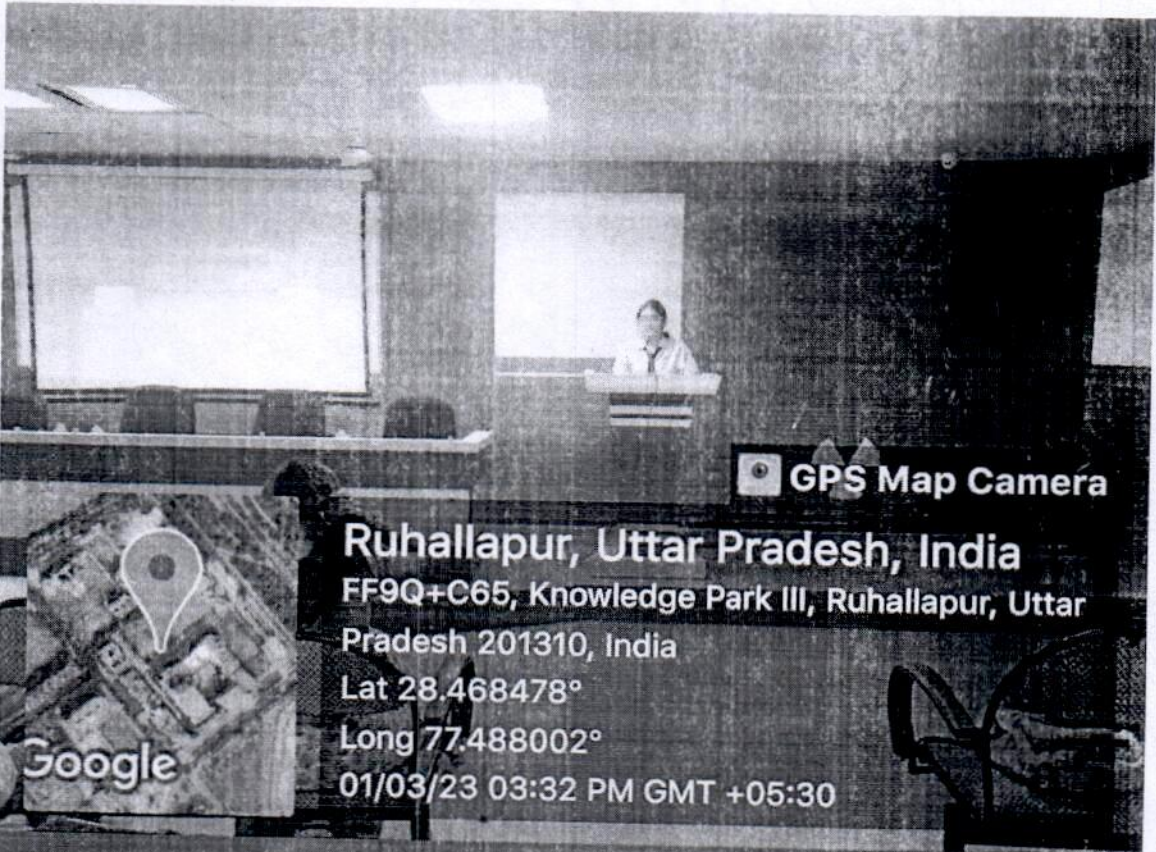 GPS Map Camera
Ruhallapur, Uttar Pradesh, India
FF9Q+C65, Knowledge Park III, Ruhallapur, Uttar
Pradesh 201310, India
Lat 28.468478°
Long 77.488002°
01/03/23 03:32 PM GMT +05:30
Google